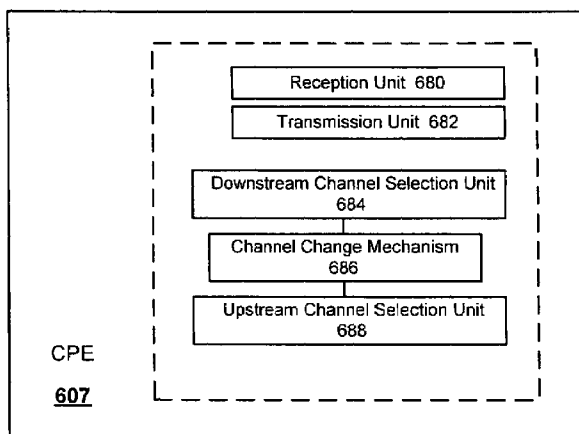 Reception Unit 680
Transmission Unit 682
Downstream Channel Selection Unit
684
Channel Change Mechanism
686
Upstream Channel Selection Unit
688
CPE
607